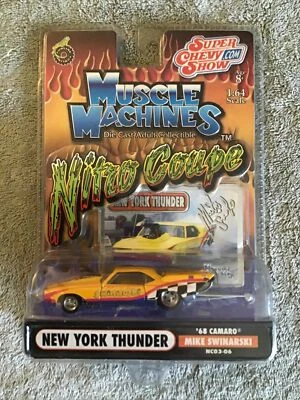 SUPER
CHEVY.COM
SHOW
1:64
Scale
MUSCLE
MACHINES
Die Cast/Adult Collectible
TM
Nitro Coupe
NEW YORK THUNDER
NEW YORK THUNDER
'68 CAMARO
MIKE SWINARSKI
NC03-06